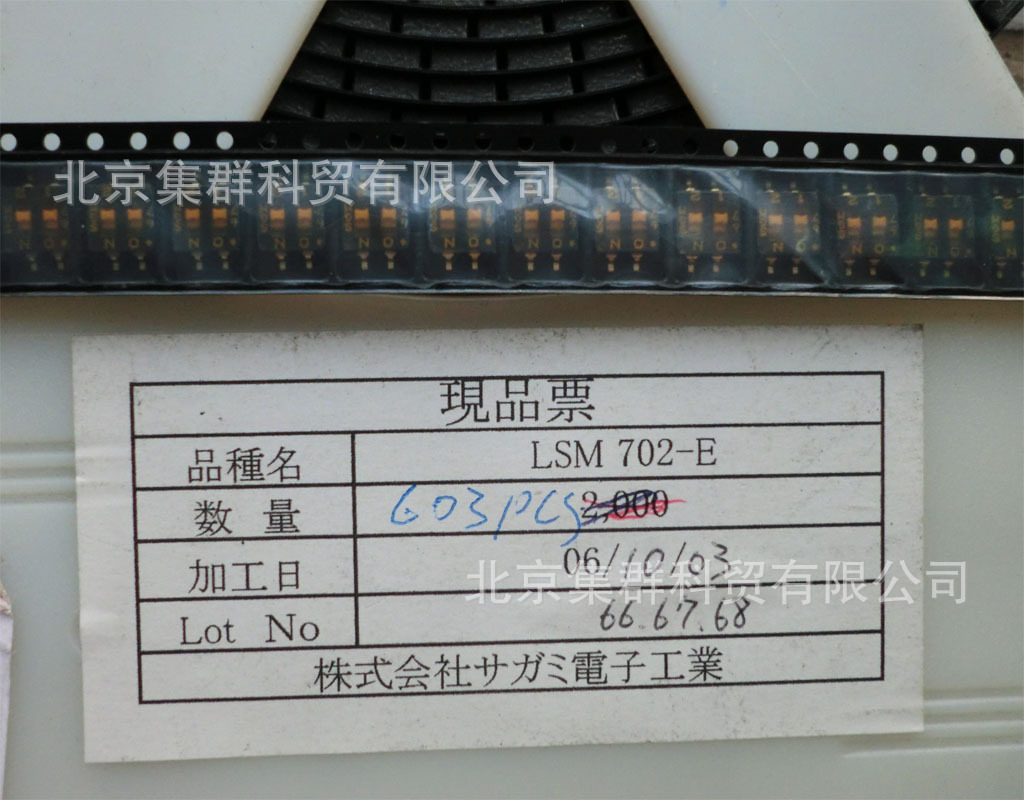 北京集群科贸有限公司
現品票
品種名 LSM 702-E
数量 603pcs 2,000
加工日 06/10/03
北京集群科贸有限公司
Lot No 66.67.68
株式会社サガミ電子工業